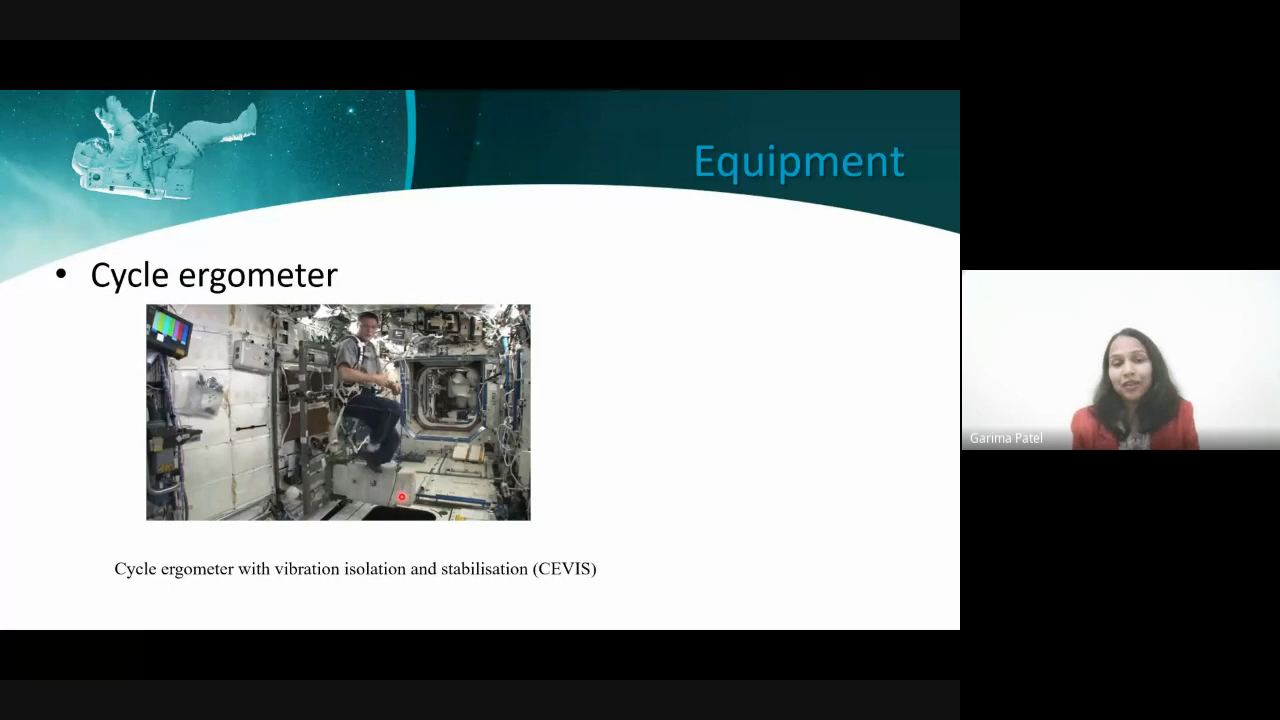 Equipment
• Cycle ergometer
Cycle ergometer with vibration isolation and stabilisation (CEVIS)
Garima Patel